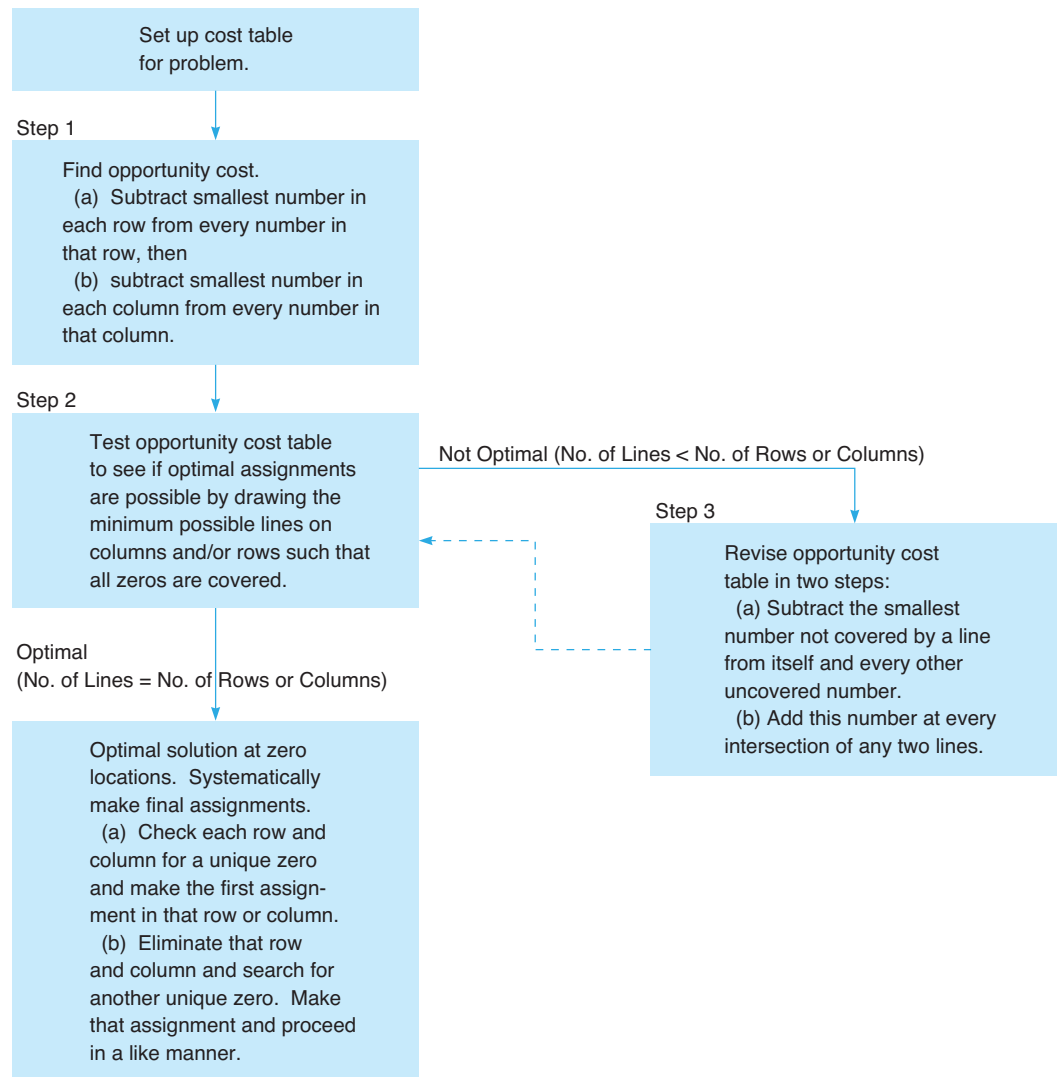 Set up cost table
for problem.
Step 1
Find opportunity cost.
(a) Subtract smallest number in
each row from every number in
that row, then
(b) subtract smallest number in
each column from every number in
that column.
Step 2
Test opportunity cost table
to see if optimal assignments
are possible by drawing the
minimum possible lines on
columns and/or rows such that
all zeros are covered.
Not Optimal (No. of Lines < No. of Rows or Columns)
Step 3
Revise opportunity cost
table in two steps:
(a) Subtract the smallest
number not covered by a line
from itself and every other
uncovered number.
(b) Add this number at every
intersection of any two lines.
Optimal
(No. of Lines = No. of Rows or Columns)
Optimal solution at zero
locations. Systematically
make final assignments.
(a) Check each row and
column for a unique zero
and make the first assign-
ment in that row or column.
(b) Eliminate that row
and column and search for
another unique zero. Make
that assignment and proceed
in a like manner.